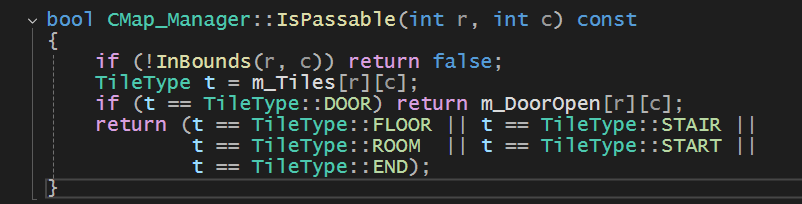 bool CMap_Manager::IsPassable(int r, int c) const
{
    if (!InBounds(r, c)) return false;
    TileType t = m_Tiles[r][c];
    if (t == TileType::DOOR) return m_DoorOpen[r][c];
    return (t == TileType::FLOOR || t == TileType::STAIR ||
            t == TileType::ROOM  || t == TileType::START ||
            t == TileType::END);
}